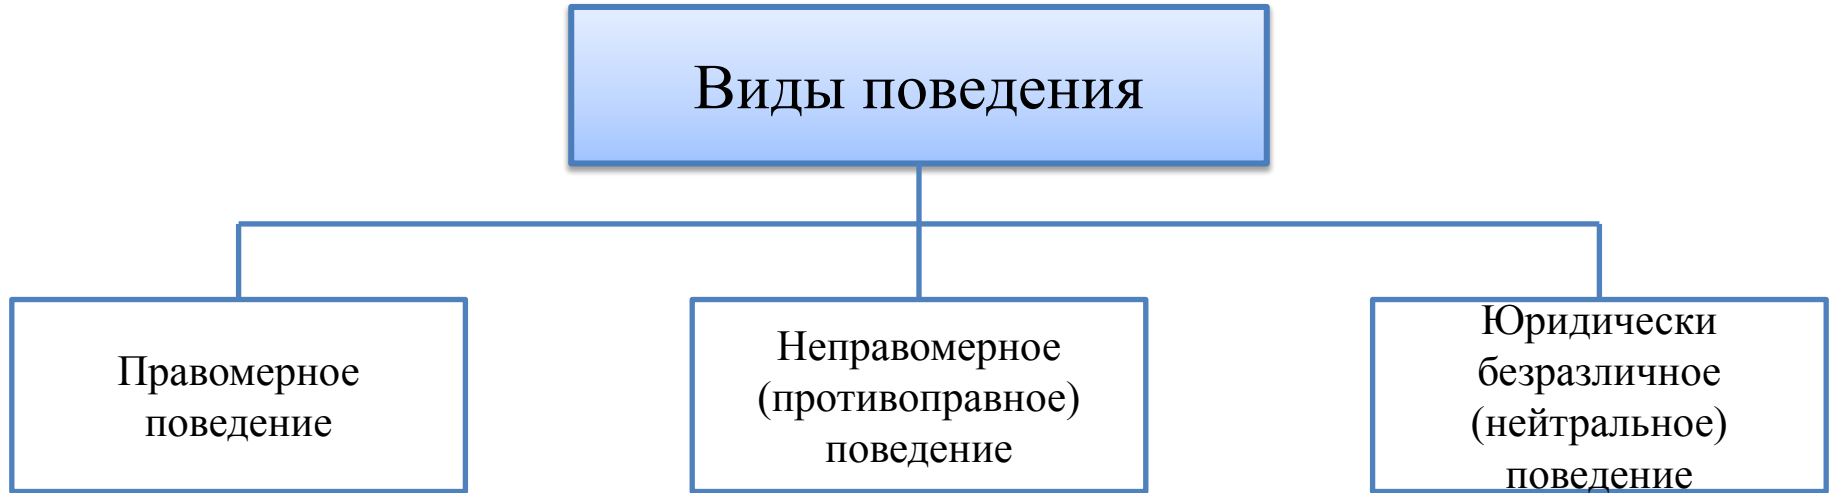 Виды поведения
Правомерное
поведение
Неправомерное
(противоправное)
поведение
Юридически
безразличное
(нейтральное)
поведение